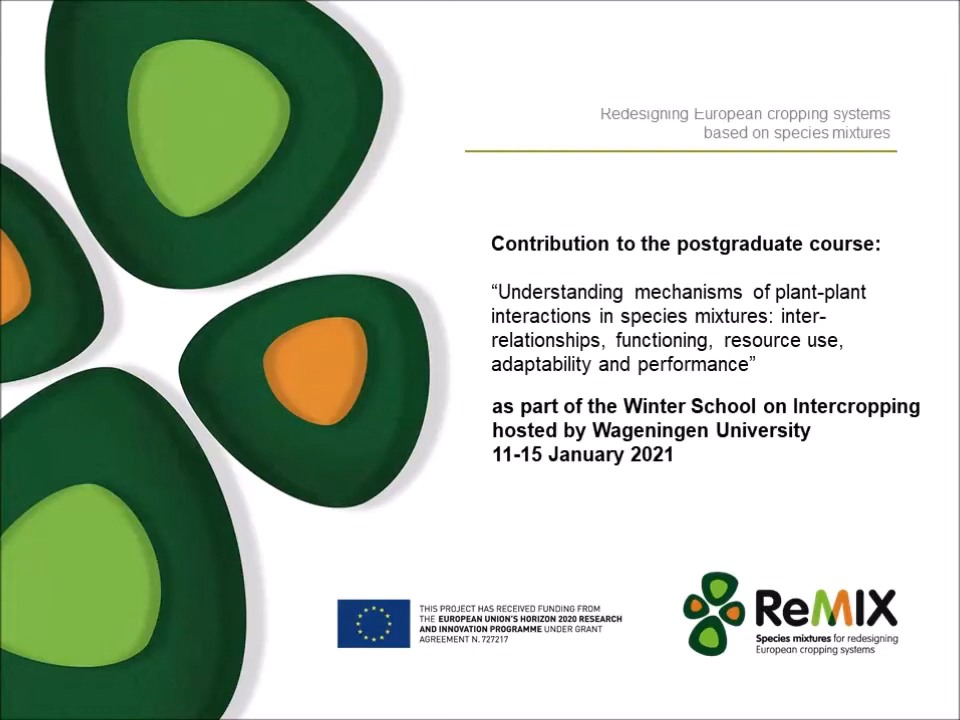 Redesigning European cropping systems
based on species mixtures
Contribution to the postgraduate course:
“Understanding mechanisms of plant-plant
interactions in species mixtures: inter-
relationships, functioning, resource use,
adaptability and performance”
as part of the Winter School on Intercropping
hosted by Wageningen University
11-15 January 2021
THIS PROJECT HAS RECEIVED FUNDING FROM
THE EUROPEAN UNION'S HORIZON 2020 RESEARCH
AND INNOVATION PROGRAMME UNDER GRANT
AGREEMENT N. 727217
ReMIX
Species mixtures for redesigning
European cropping systems